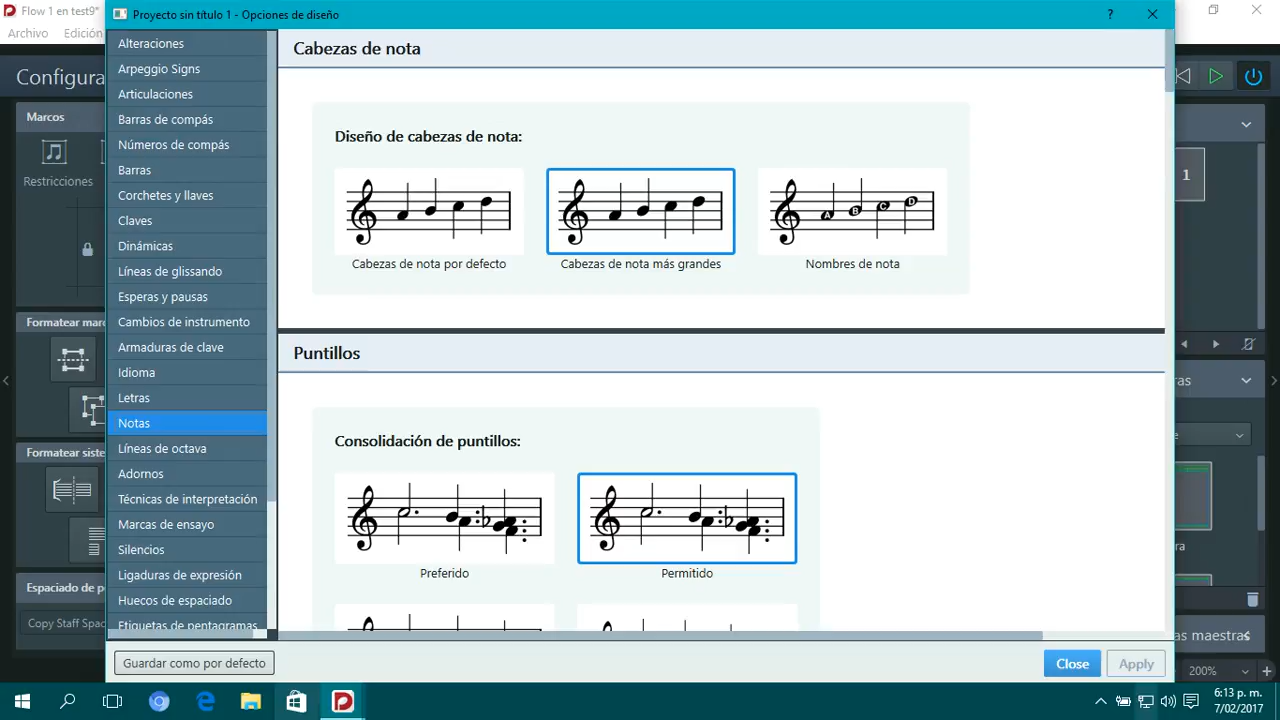 Flow 1 en test9*
Proyecto sin título 1 - Opciones de diseño
?
Archivo
Edición
Configura
Marcos
Restricciones
Formatear mar
Formatear siste
Espaciado de p
Copy Staff Spac
Alteraciones
Arpeggio Signs
Articulaciones
Barras de compás
Números de compás
Barras
Corchetes y llaves
Claves
Dinámicas
Líneas de glissando
Esperas y pausas
Cambios de instrumento
Armaduras de clave
Idioma
Letras
Notas
Líneas de octava
Adornos
Técnicas de interpretación
Marcas de ensayo
Silencios
Ligaduras de expresión
Huecos de espaciado
Etiquetas de pentagramas
Cabezas de nota
Diseño de cabezas de nota:
A B C D
Cabezas de nota por defecto
Cabezas de nota más grandes
Nombres de nota
Puntillos
Consolidación de puntillos:
Preferido
Permitido
Guardar como por defecto
Close
Apply
1
ras
e
ra
as maestras
200%
6:13 p. m.
7/02/2017